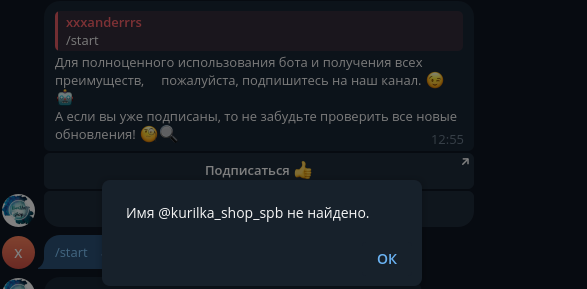 xxxanderrrs
/start
Для полноценного использования бота и получения всех
преимуществ, пожалуйста, подпишитесь на наш канал. 😉
🤖
А если вы уже подписаны, то не забудьте проверить все новые
обновления! 🧐🔍
12:55
Подписаться 👍
Имя @kurilka_shop_spb не найдено.
ОК
X
/start